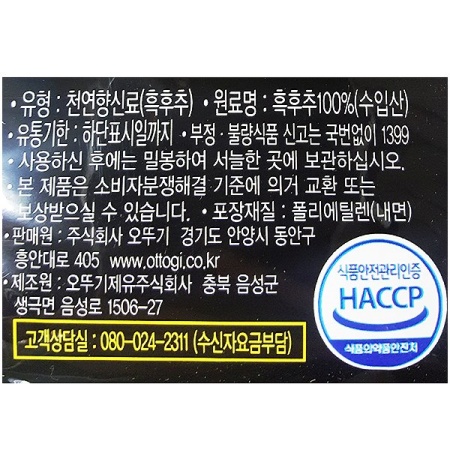 • 유형 : 천연향신료(흑후추) • 원료명 : 흑후추100%(수입산)
• 유통기한 : 하단표시일까지 • 부정 · 불량식품 신고는 국번없이 1399
• 사용하신 후에는 밀봉하여 서늘한 곳에 보관하십시오.
• 본 제품은 소비자분쟁해결 기준에 의거 교환 또는
보상받으실 수 있습니다. • 포장재질 : 폴리에틸렌(내면)
• 판매원 : 주식회사 오뚜기 경기도 안양시 동안구
흥안대로 405 www.ottogi.co.kr
• 제조원 : 오뚜기제유주식회사 충북 음성군
생극면 음성로 1506-27
고객상담실 : 080-024-2311 (수신자요금부담)
식품안전관리인증
HACCP
식품의약품안전처